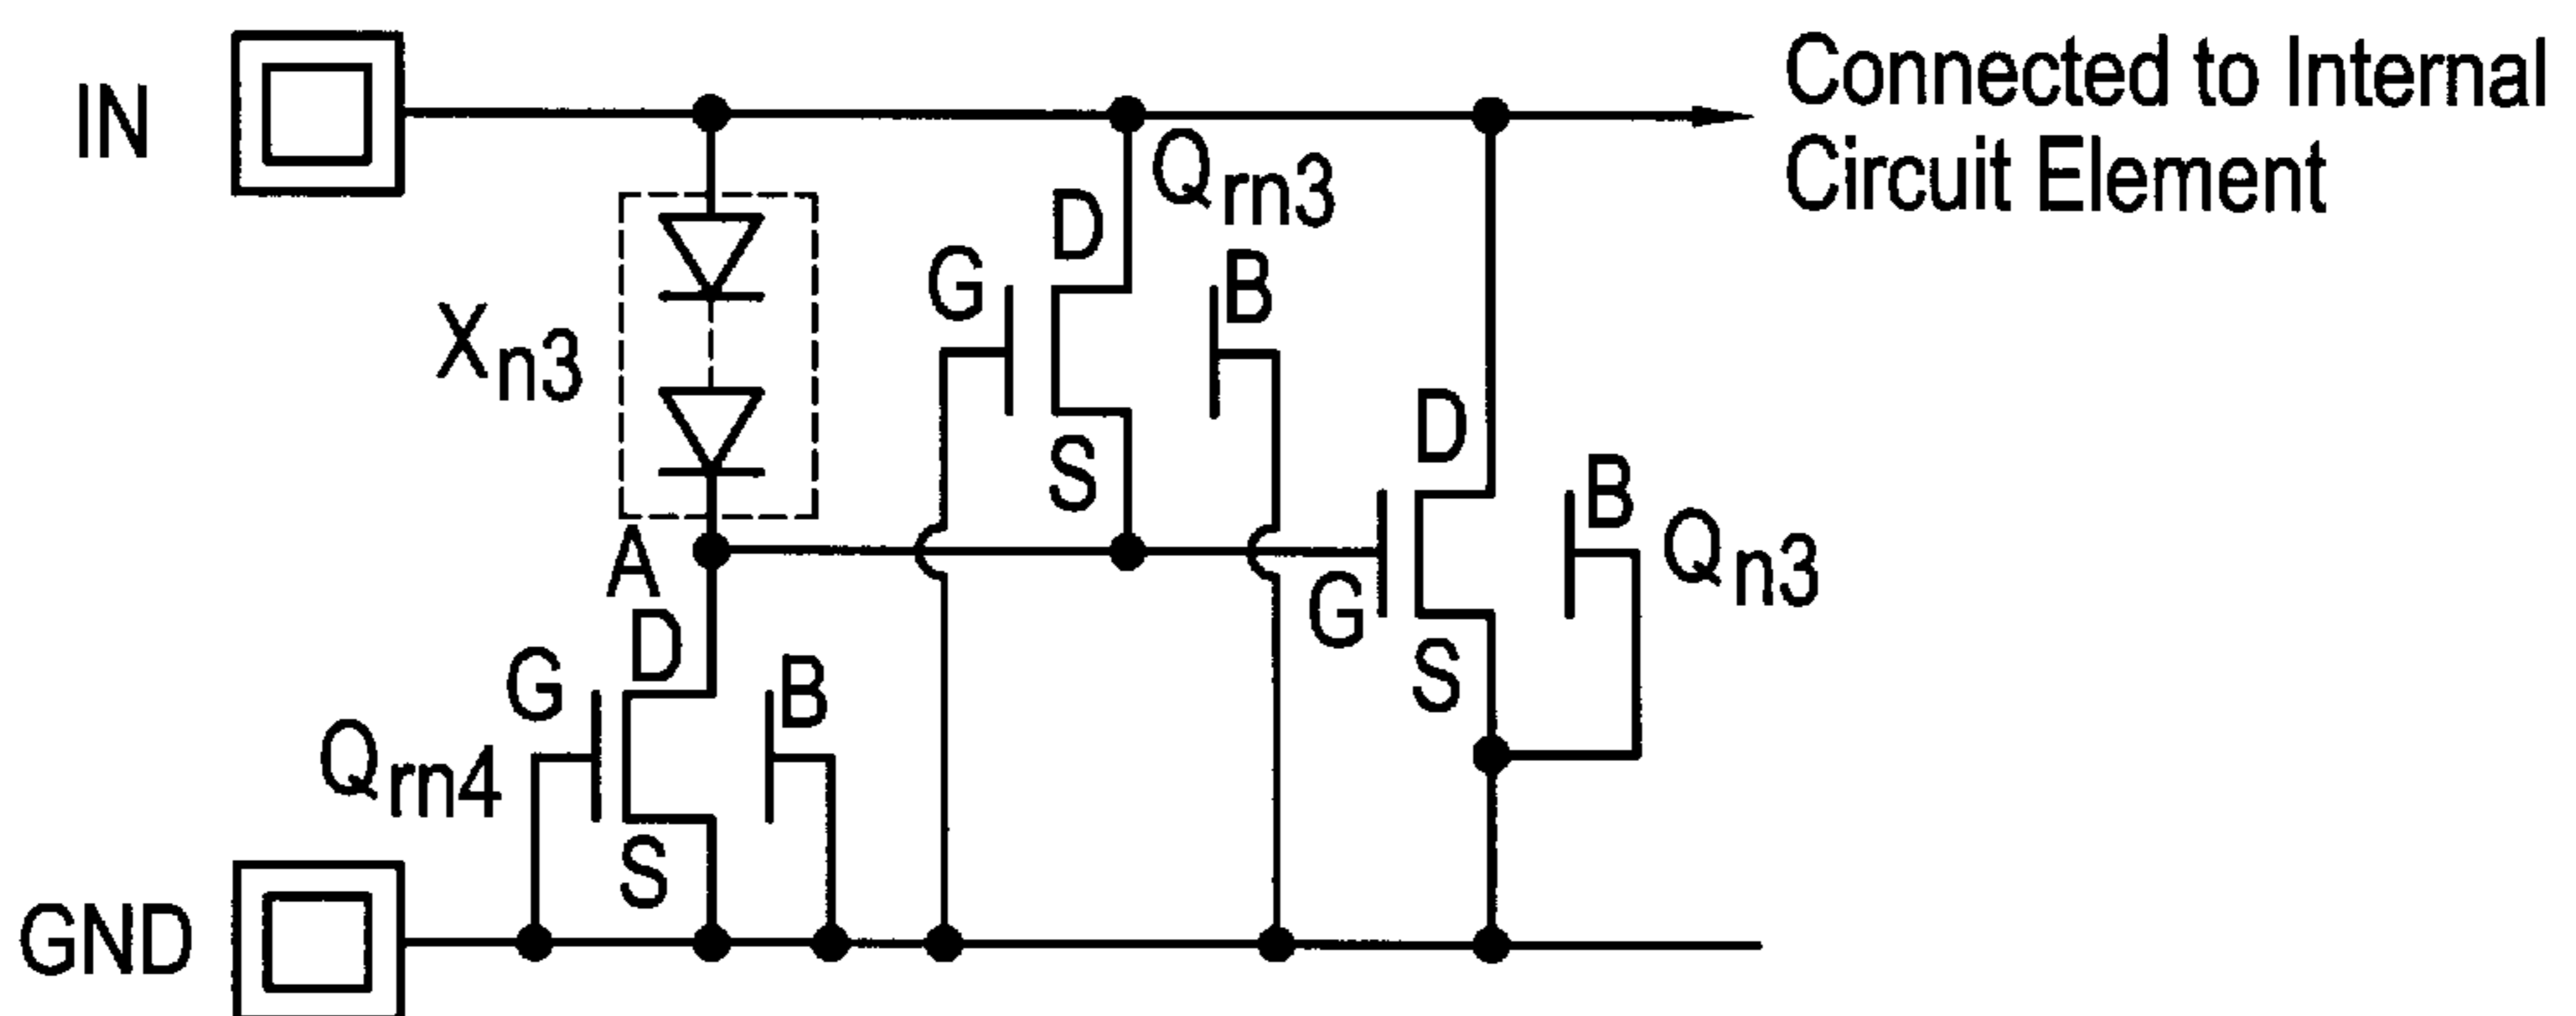 IN
Connected to Internal
Circuit Element
Qrn3
D
G
B
Xn3
S
D
B
Qn3
A
G
S
D
G
B
Qrn4
S
GND